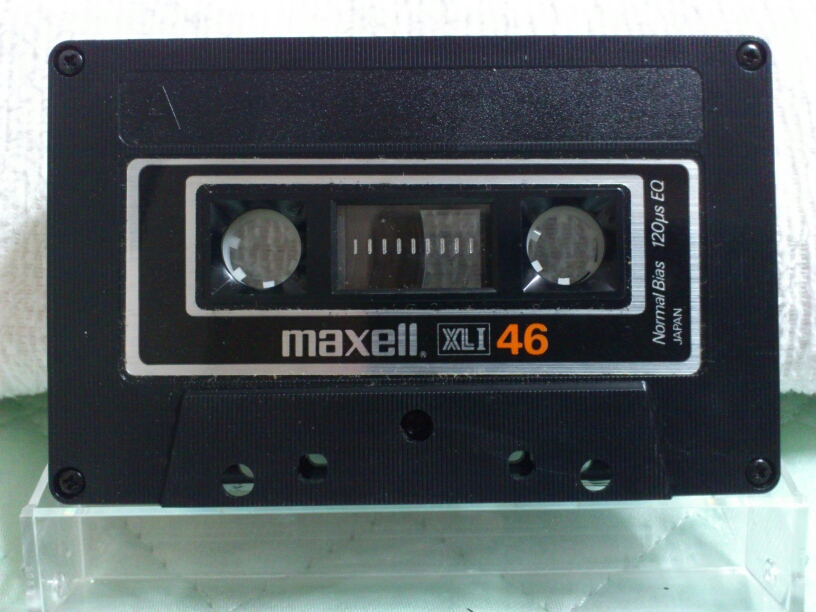 maxell® XLI 46
Normal Bias 120μs EQ
JAPAN